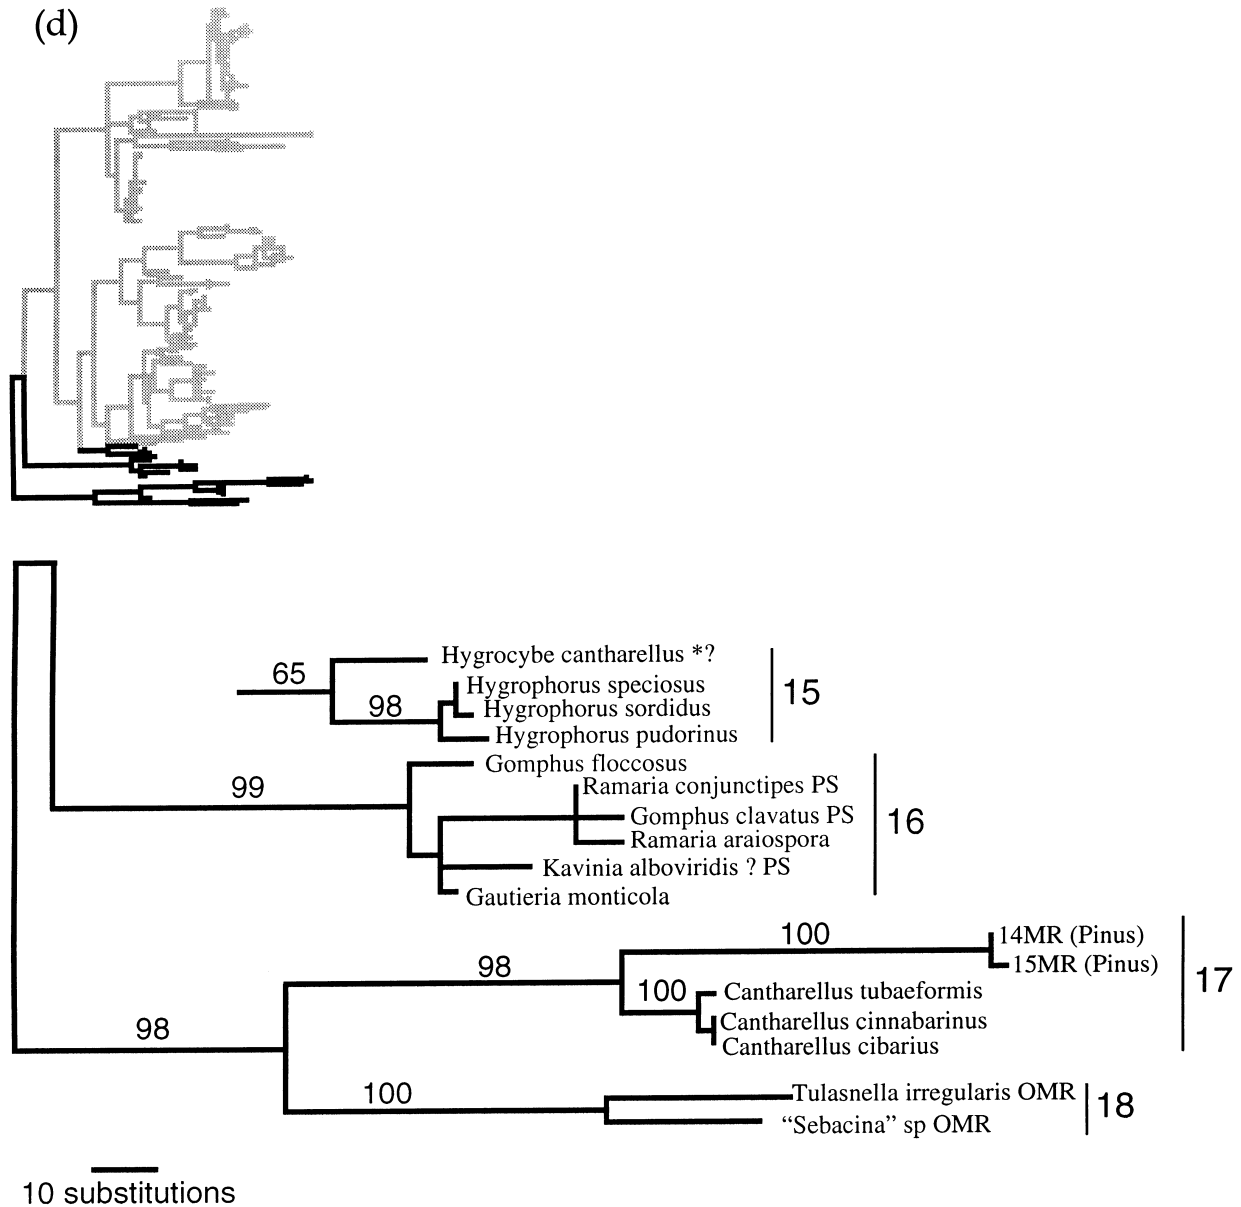 (d)
65
Hygrocybe cantharellus *?
98
Hygrophorus speciosus
Hygrophorus sordidus
Hygrophorus pudorinus
15
99
Gomphus floccosus
Ramaria conjunctipes PS
Gomphus clavatus PS
Ramaria araiospora
Kavinia alboviridis ? PS
Gautieria monticola
16
98
98
100
14MR (Pinus)
15MR (Pinus)
100
Cantharellus tubaeformis
Cantharellus cinnabarinus
Cantharellus cibarius
17
100
Tulasnella irregularis OMR
“Sebacina” sp OMR
18
10 substitutions